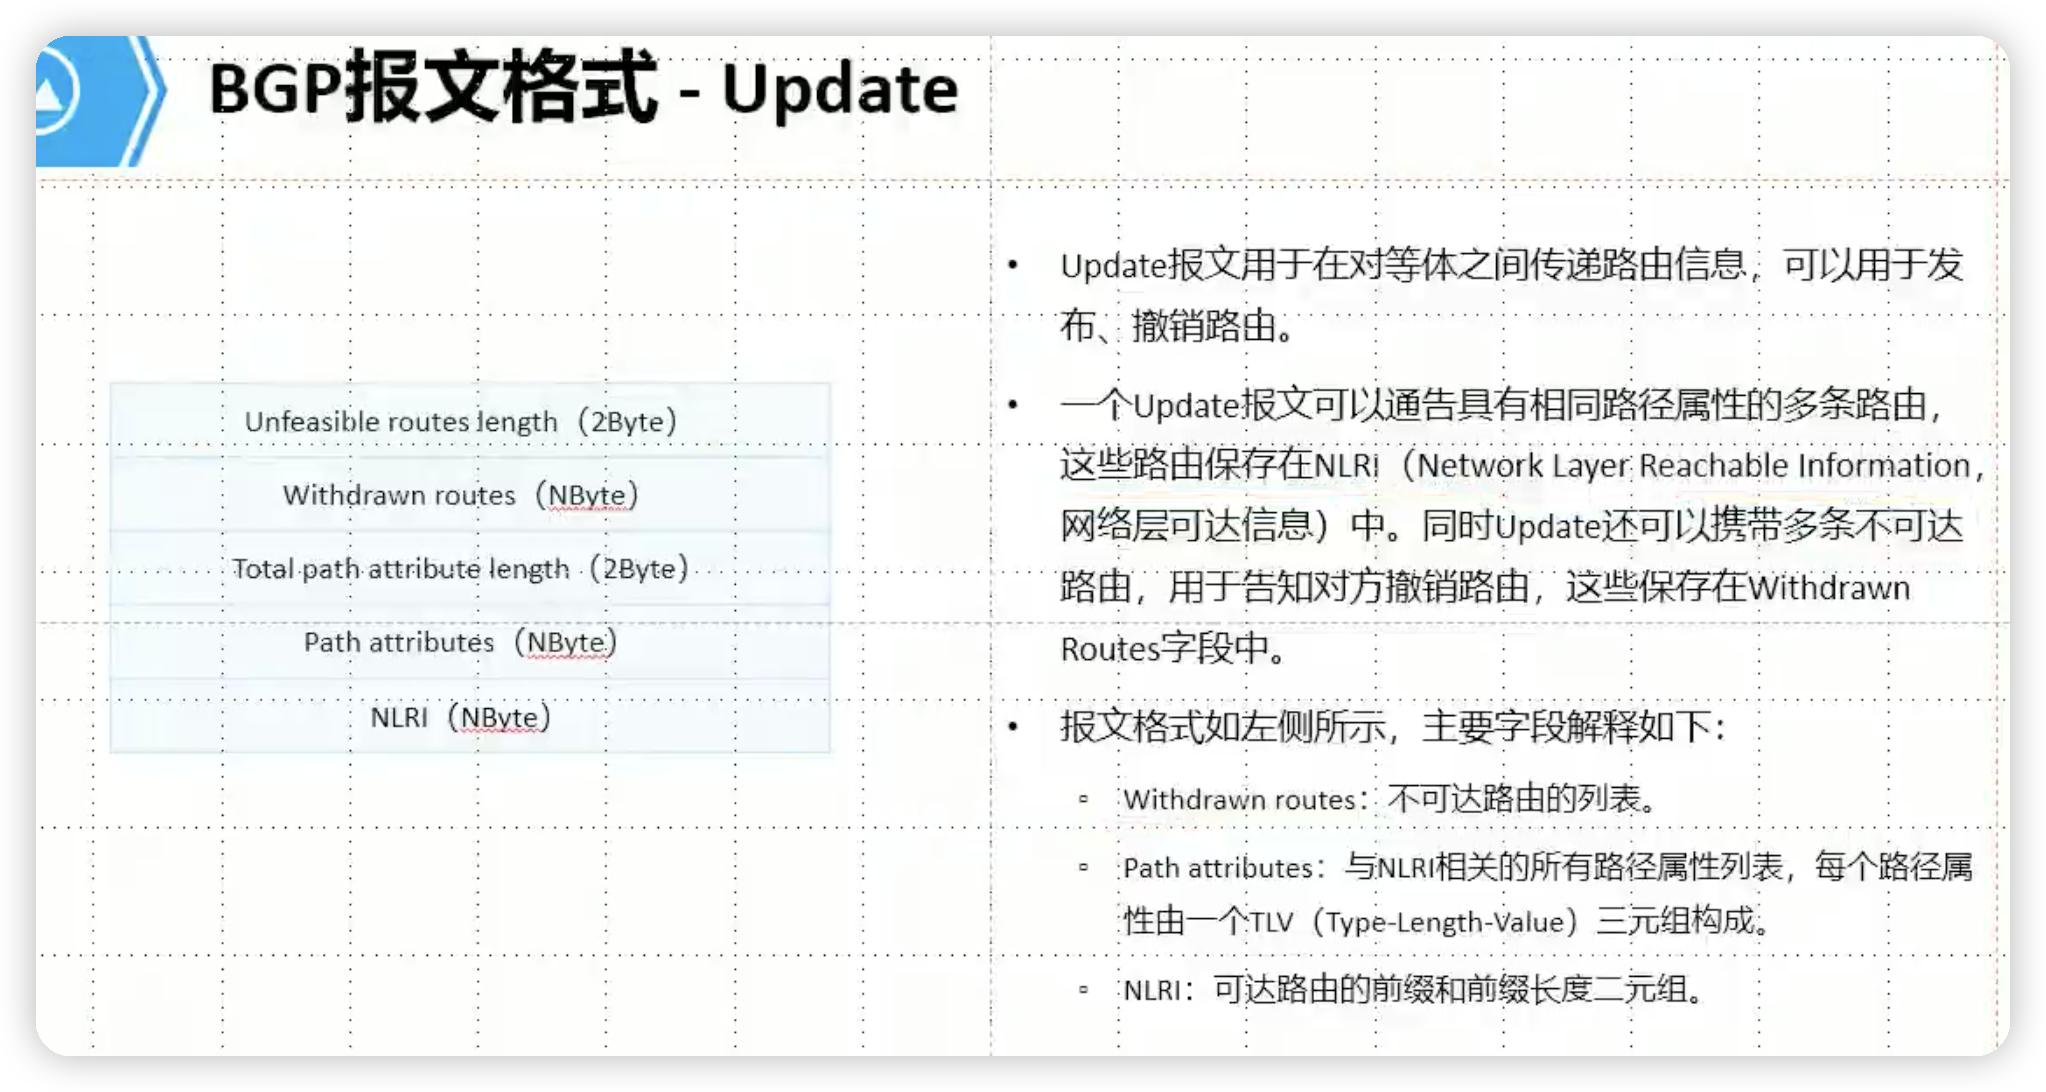 BGP报文格式 - Update
Unfeasible routes length（2Byte）
Withdrawn routes（NByte）
Total path attribute length（2Byte）
Path attributes（NByte）
NLRI（NByte）
• Update报文用于在对等体之间传递路由信息，可以用于发
布、撤销路由。
• 一个Update报文可以通告具有相同路径属性的多条路由，
这些路由保存在NLRI（Network Layer Reachable Information，
网络层可达信息）中。同时Update还可以携带多条不可达
路由，用于告知对方撤销路由，这些保存在Withdrawn
Routes字段中。
• 报文格式如左侧所示，主要字段解释如下：
▫ Withdrawn routes：不可达路由的列表。
▫ Path attributes：与NLRI相关的所有路径属性列表，每个路径属
性由一个TLV（Type-Length-Value）三元组构成。
▫ NLRI：可达路由的前缀和前缀长度二元组。